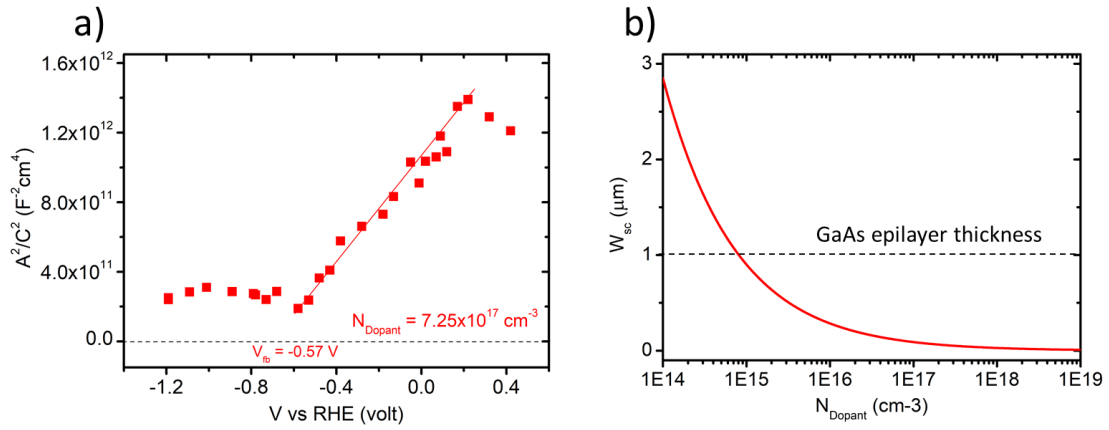 a)
A²/C² (F⁻²cm⁴)
1.6x10¹²
1.2x10¹²
8.0x10¹¹
4.0x10¹¹
0.0
N_Dopant = 7.25x10¹⁷ cm⁻³
V_fb = -0.57 V
-1.2 -0.8 -0.4 0.0 0.4
V vs RHE (volt)
b)
W_sc (μm)
3
2
1
0
GaAs epilayer thickness
1E14 1E15 1E16 1E17 1E18 1E19
N_Dopant (cm-3)